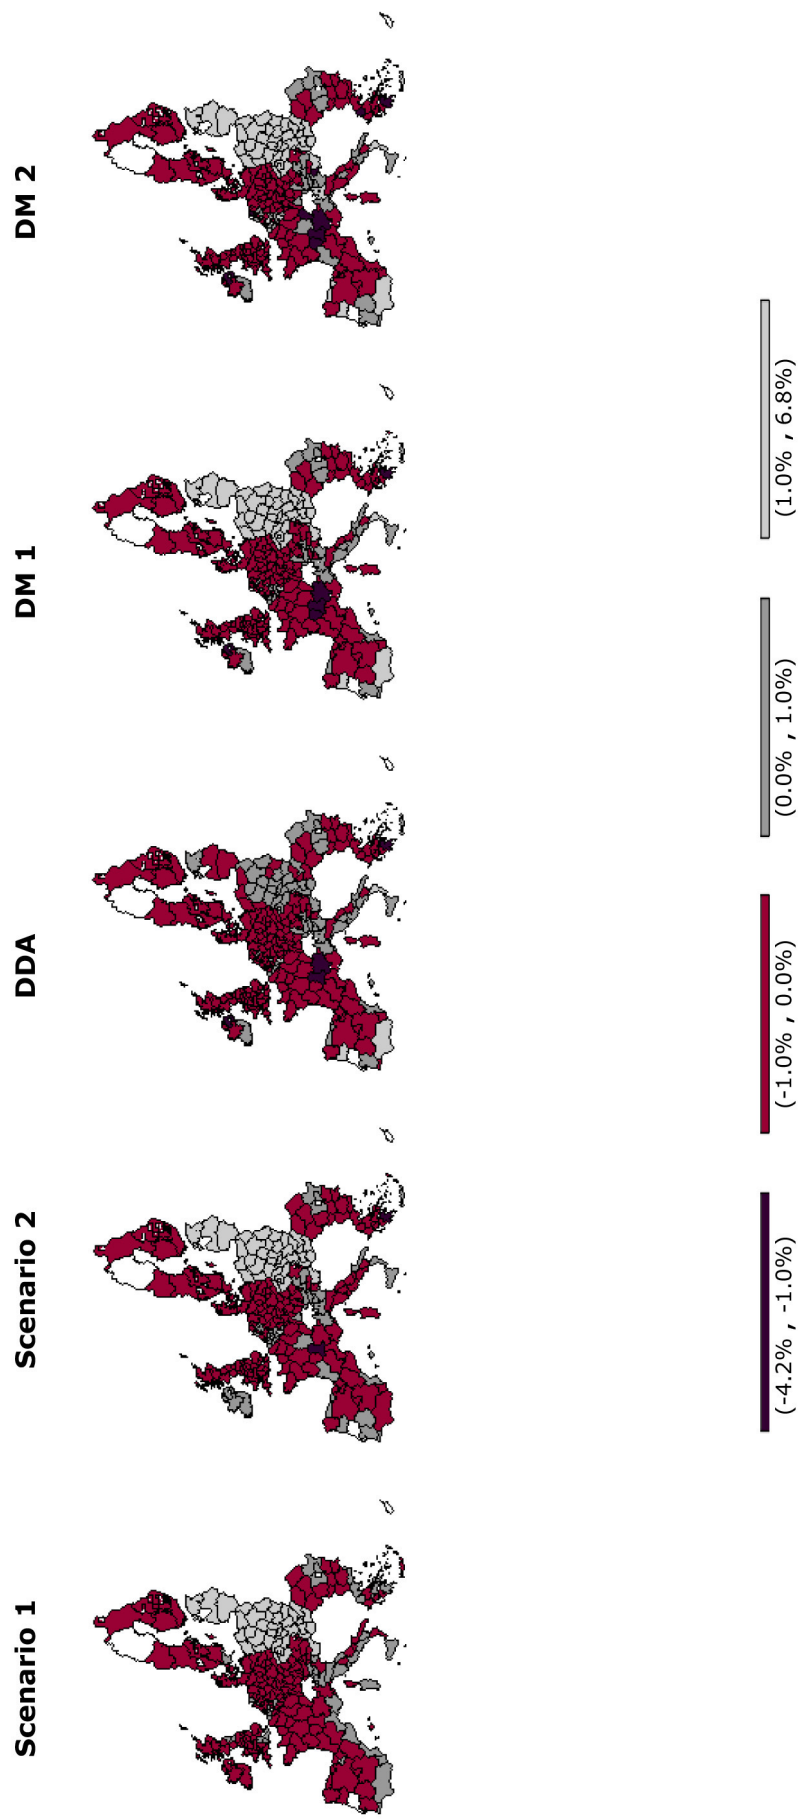 Scenario 1
Scenario 2
DDA
DM 1
DM 2
(-4.2% , -1.0%)
(-1.0% , 0.0%)
(0.0% , 1.0%)
(1.0% , 6.8%)